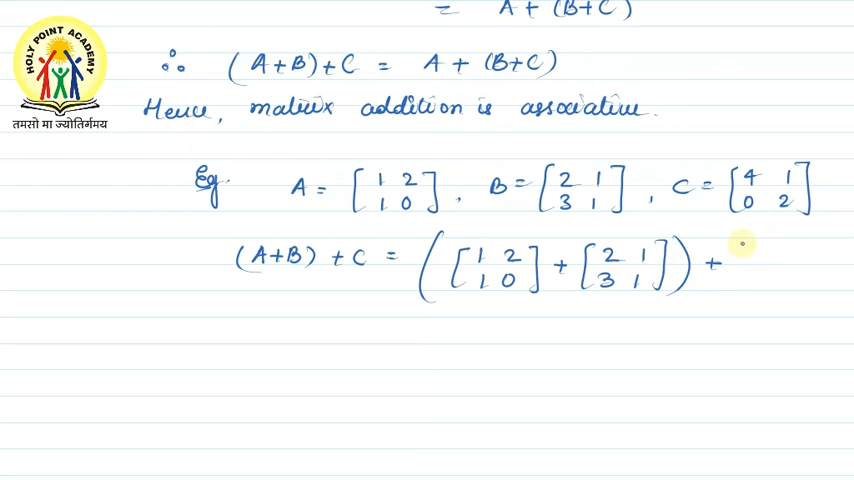 = A + (B+C)
HOLY POINT ACADEMY
∴ (A+B)+C = A + (B+C)
तमसो मा ज्योतिर्गमय
Hence, matrix addition is associative.
Eg. A = [1 2 1 0], B = [2 1 3 1], C = [4 1 0 2]
(A+B) + C = ([1 2 1 0] + [2 1 3 1]) +